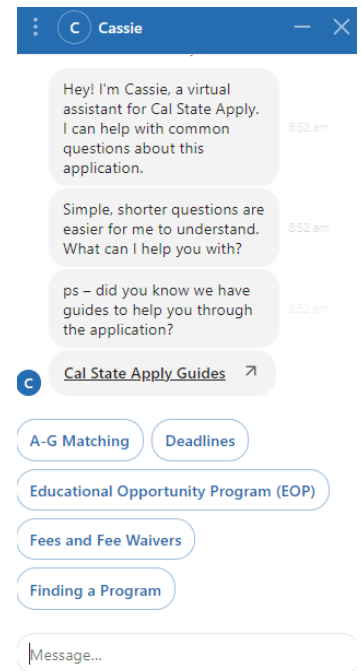 C Cassie
Hey! I'm Cassie, a virtual
assistant for Cal State Apply.
I can help with common
questions about this
application.
8:52 am
Simple, shorter questions are
easier for me to understand.
What can I help you with?
8:52 am
ps – did you know we have
guides to help you through
the application?
8:52 am
C
Cal State Apply Guides
A-G Matching
Deadlines
Educational Opportunity Program (EOP)
Fees and Fee Waivers
Finding a Program
Message...